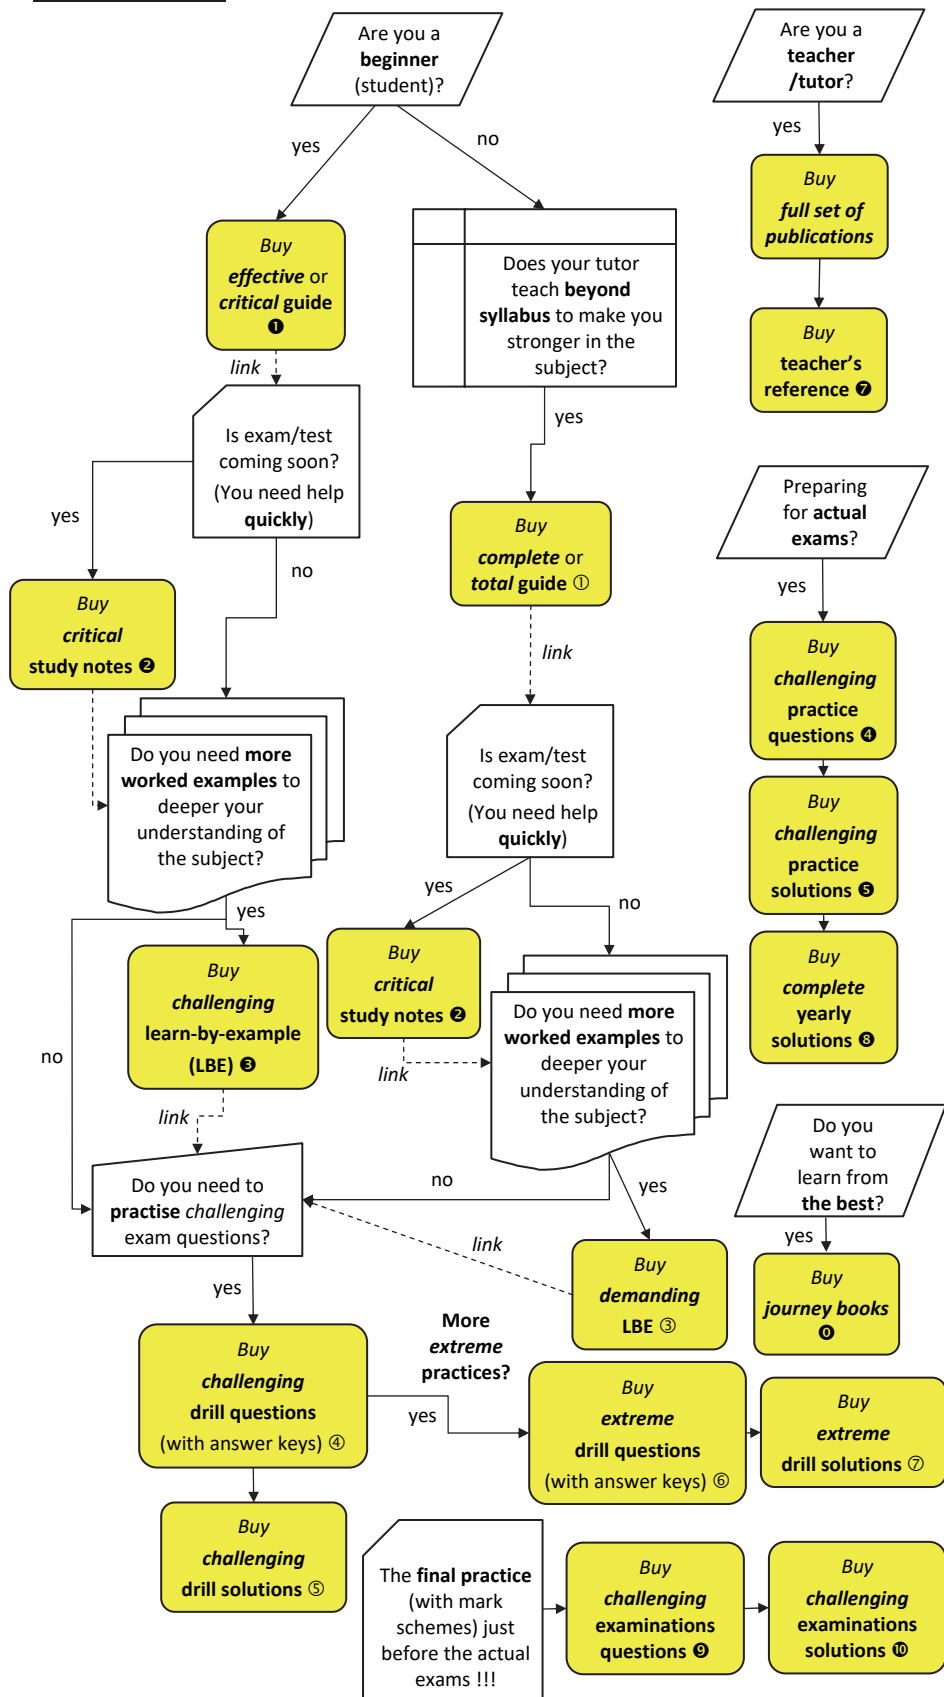 Are you a
beginner
(student)?
yes
no
Buy
effective or
critical guide
❶
link
Is exam/test
coming soon?
(You need help
quickly)
yes
no
Buy
critical
study notes ❷
Do you need more
worked examples to
deeper your
understanding of
the subject?
yes
no
Buy
challenging
learn-by-example
(LBE) ❸
link
Do you need to
practise challenging
exam questions?
yes
Buy
challenging
drill questions
(with answer keys) ④
Buy
challenging
drill solutions ⑤
Does your tutor
teach beyond
syllabus to make you
stronger in the
subject?
yes
Buy
complete or
total guide ①
link
Is exam/test
coming soon?
(You need help
quickly)
yes
no
Buy
critical
study notes ❷
link
Do you need more
worked examples to
deeper your
understanding of
the subject?
no
yes
link
Buy
demanding
LBE ③
More
extreme
practices?
yes
Buy
extreme
drill questions
(with answer keys) ⑥
Buy
extreme
drill solutions ⑦
The final practice
(with mark
schemes) just
before the actual
exams !!!
Buy
challenging
examinations
questions ❾
Buy
challenging
examinations
solutions ❿
Are you a
teacher
/tutor?
yes
Buy
full set of
publications
Buy
teacher's
reference ❼
Preparing
for actual
exams?
yes
Buy
challenging
practice
questions ❹
Buy
challenging
practice
solutions ❺
Buy
complete
yearly
solutions ❽
Do you
want to
learn from
the best?
yes
Buy
journey books
⓿